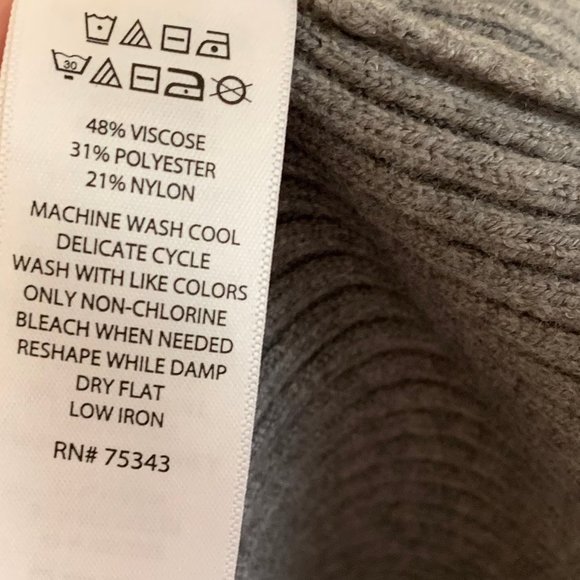 30
48% VISCOSE
31% POLYESTER
21% NYLON
MACHINE WASH COOL
DELICATE CYCLE
WASH WITH LIKE COLORS
ONLY NON-CHLORINE
BLEACH WHEN NEEDED
RESHAPE WHILE DAMP
DRY FLAT
LOW IRON
RN# 75343